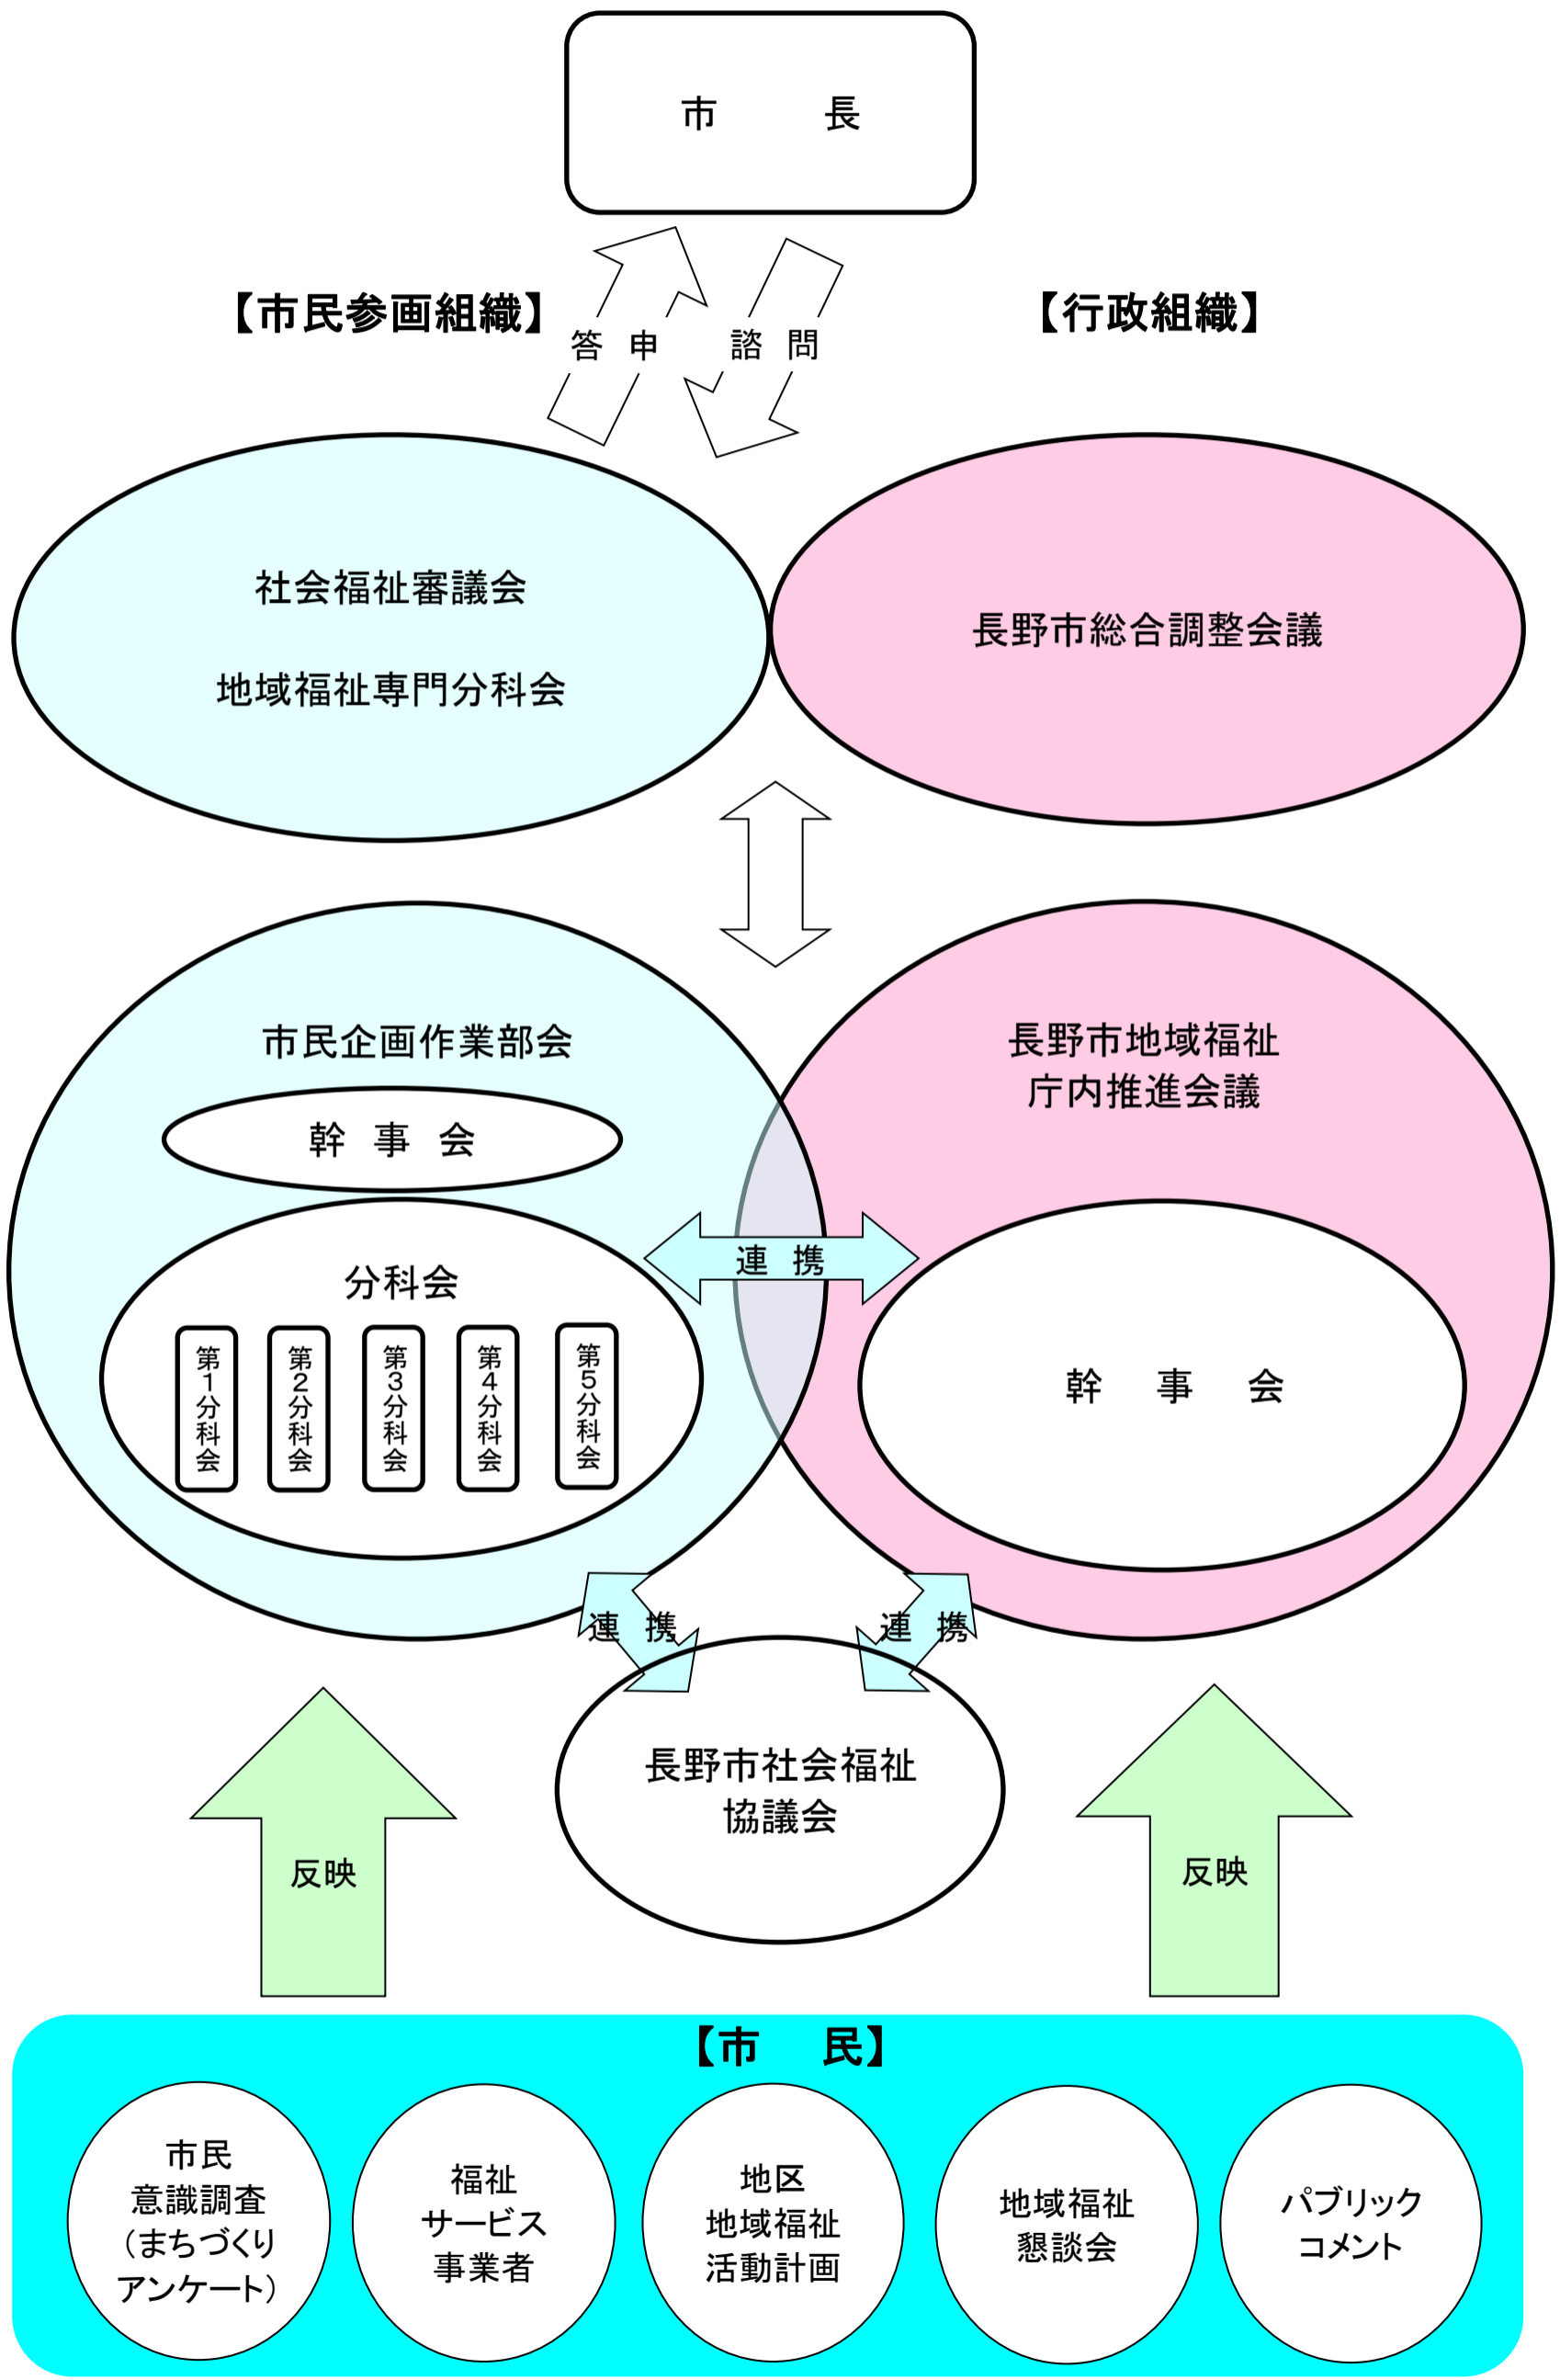 市　長
【市民参画組織】
【行政組織】
答　申
諮　問
社会福祉審議会
地域福祉専門分科会
長野市総合調整会議
市民企画作業部会
幹　事　会
分科会
第1分科会
第2分科会
第3分科会
第4分科会
第5分科会
連　携
長野市地域福祉
庁内推進会議
幹　事　会
連　携
連　携
長野市社会福祉
協議会
反映
反映
【市　民】
市民
意識調査
（まちづくり
アンケート）
福祉
サービス
事業者
地区
地域福祉
活動計画
地域福祉
懇談会
パブリック
コメント